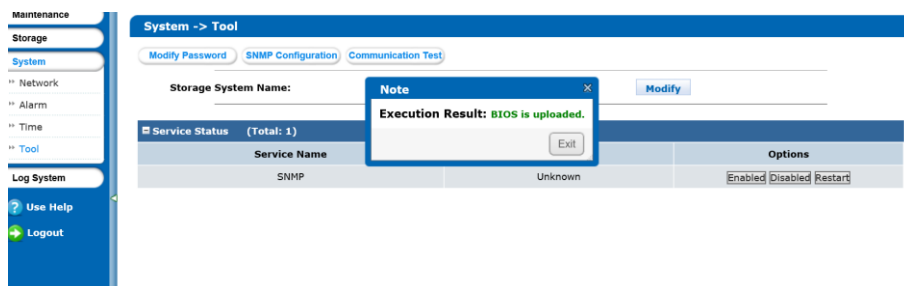 Maintenance
Storage
System
Network
Alarm
Time
Tool
Log System
Use Help
Logout
System -> Tool
Modify Password SNMP Configuration Communication Test
Storage System Name: Modify
Note
Execution Result: BIOS is uploaded.
Exit
Service Status (Total: 1)
Service Name Options
SNMP Unknown Enabled Disabled Restart